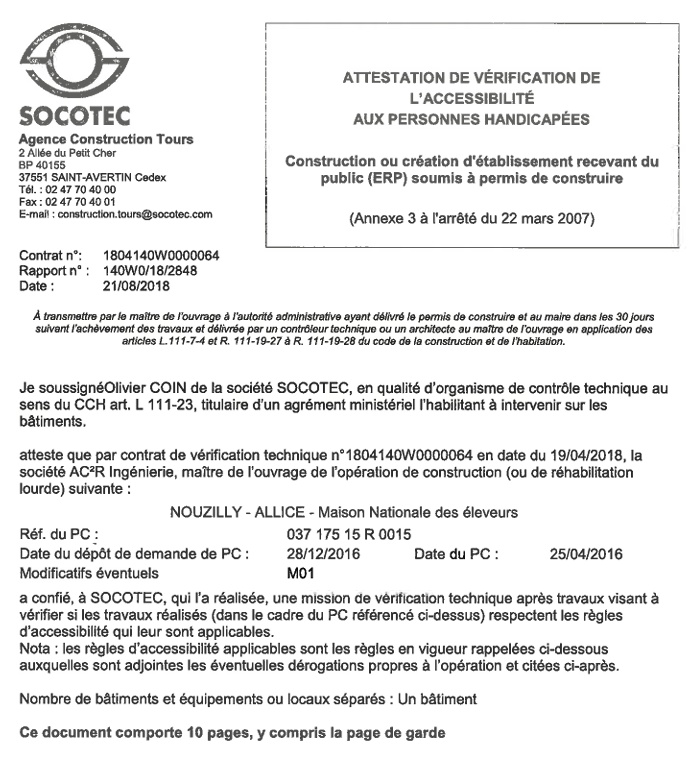 SOCOTEC
Agence Construction Tours
2 Allée du Petit Cher
BP 40155
37551 SAINT-AVERTIN Cedex
Tél. : 02 47 70 40 00
Fax : 02 47 70 40 01
E-mail : construction.tours@socotec.com
ATTESTATION DE VÉRIFICATION DE
L'ACCESSIBILITÉ
AUX PERSONNES HANDICAPÉES
Construction ou création d'établissement recevant du
public (ERP) soumis à permis de construire
(Annexe 3 à l'arrêté du 22 mars 2007)
Contrat n°: 1804140W0000064
Rapport n° : 140W0/18/2848
Date : 21/08/2018
À transmettre par le maître de l'ouvrage à l'autorité administrative ayant délivré le permis de construire et au maire dans les 30 jours
suivant l'achèvement des travaux et délivrée par un contrôleur technique ou un architecte au maître de l'ouvrage en application des
articles L.111-7-4 et R. 111-19-27 à R. 111-19-28 du code de la construction et de l'habitation.
Je soussignéOlivier COIN de la société SOCOTEC, en qualité d'organisme de contrôle technique au
sens du CCH art. L 111-23, titulaire d'un agrément ministériel l'habilitant à intervenir sur les
bâtiments.
atteste que par contrat de vérification technique n°1804140W0000064 en date du 19/04/2018, la
société AC²R Ingénierie, maître de l'ouvrage de l'opération de construction (ou de réhabilitation
lourde) suivante :
NOUZILLY - ALLICE - Maison Nationale des éleveurs
Réf. du PC : 037 175 15 R 0015
Date du dépôt de demande de PC : 28/12/2016 Date du PC : 25/04/2016
Modificatifs éventuels M01
a confié, à SOCOTEC, qui l'a réalisée, une mission de vérification technique après travaux visant à
vérifier si les travaux réalisés (dans le cadre du PC référencé ci-dessus) respectent les règles
d'accessibilité qui leur sont applicables.
Nota : les règles d'accessibilité applicables sont les règles en vigueur rappelées ci-dessous
auxquelles sont adjointes les éventuelles dérogations propres à l'opération et citées ci-après.
Nombre de bâtiments et équipements ou locaux séparés : Un bâtiment
Ce document comporte 10 pages, y compris la page de garde